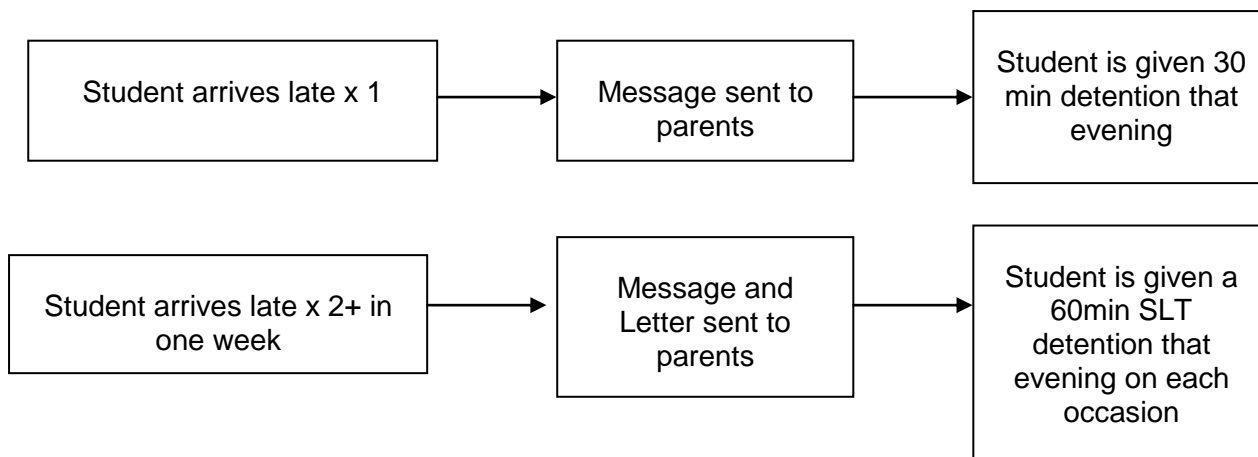 Student arrives late x 1
Message sent to
parents
Student is given 30
min detention that
evening
Student arrives late x 2+ in
one week
Message and
Letter sent to
parents
Student is given a
60min SLT
detention that
evening on each
occasion